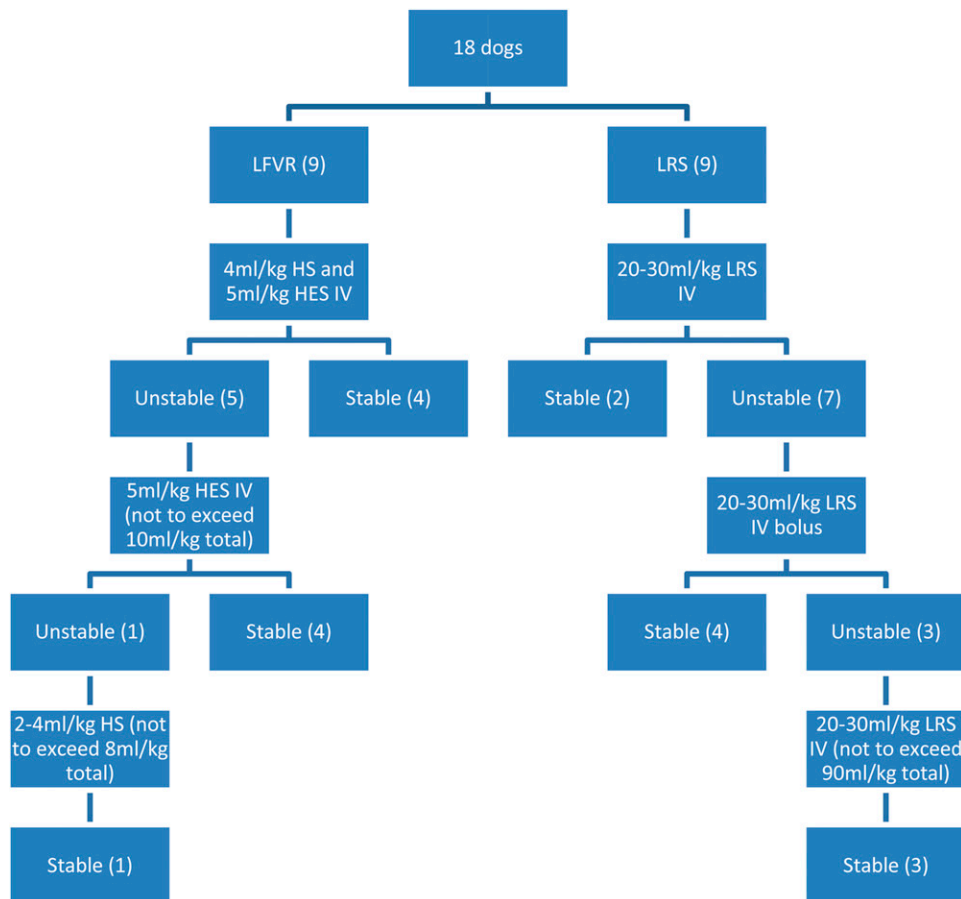 18 dogs
LFVR (9)
LRS (9)
4ml/kg HS and
5ml/kg HES IV
20-30ml/kg LRS
IV
Unstable (5)
Stable (4)
Stable (2)
Unstable (7)
5ml/kg HES IV
(not to exceed
10ml/kg total)
20-30ml/kg LRS
IV bolus
Unstable (1)
Stable (4)
Stable (4)
Unstable (3)
2-4ml/kg HS (not
to exceed 8ml/kg
total)
20-30ml/kg LRS
IV (not to exceed
90ml/kg total)
Stable (1)
Stable (3)